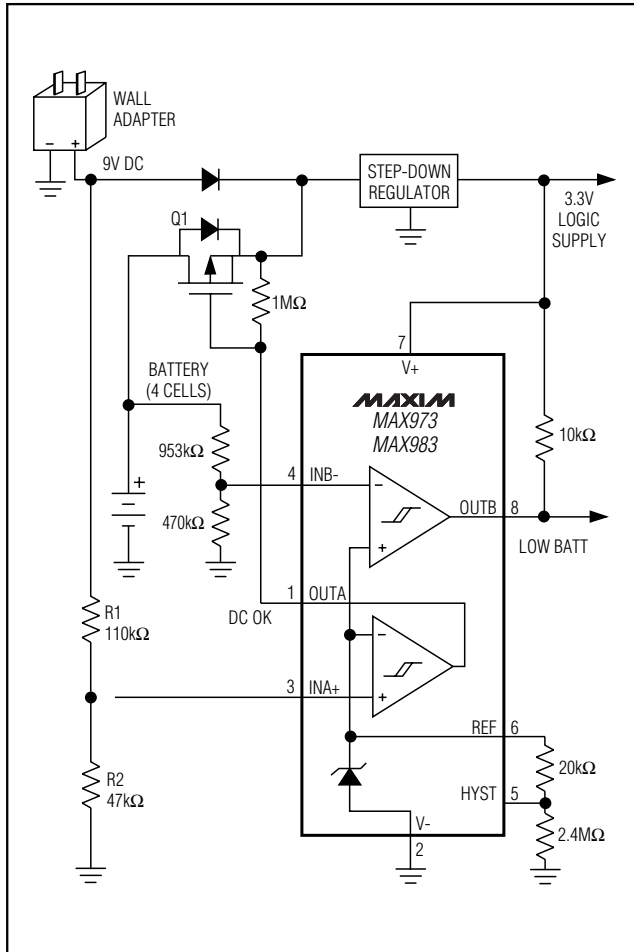 WALL
ADAPTER
−
+
9V DC
STEP-DOWN
REGULATOR
3.3V
LOGIC
SUPPLY
Q1
1MΩ
7
V+
BATTERY
(4 CELLS)
MAXIM
MAX973
MAX983
953kΩ
10kΩ
4
INB-
−
+
470kΩ
+
OUTB
8
LOW BATT
1
OUTA
DC OK
R1
110kΩ
−
+
3
INA+
REF
6
R2
47kΩ
20kΩ
HYST
5
2.4MΩ
V-
2